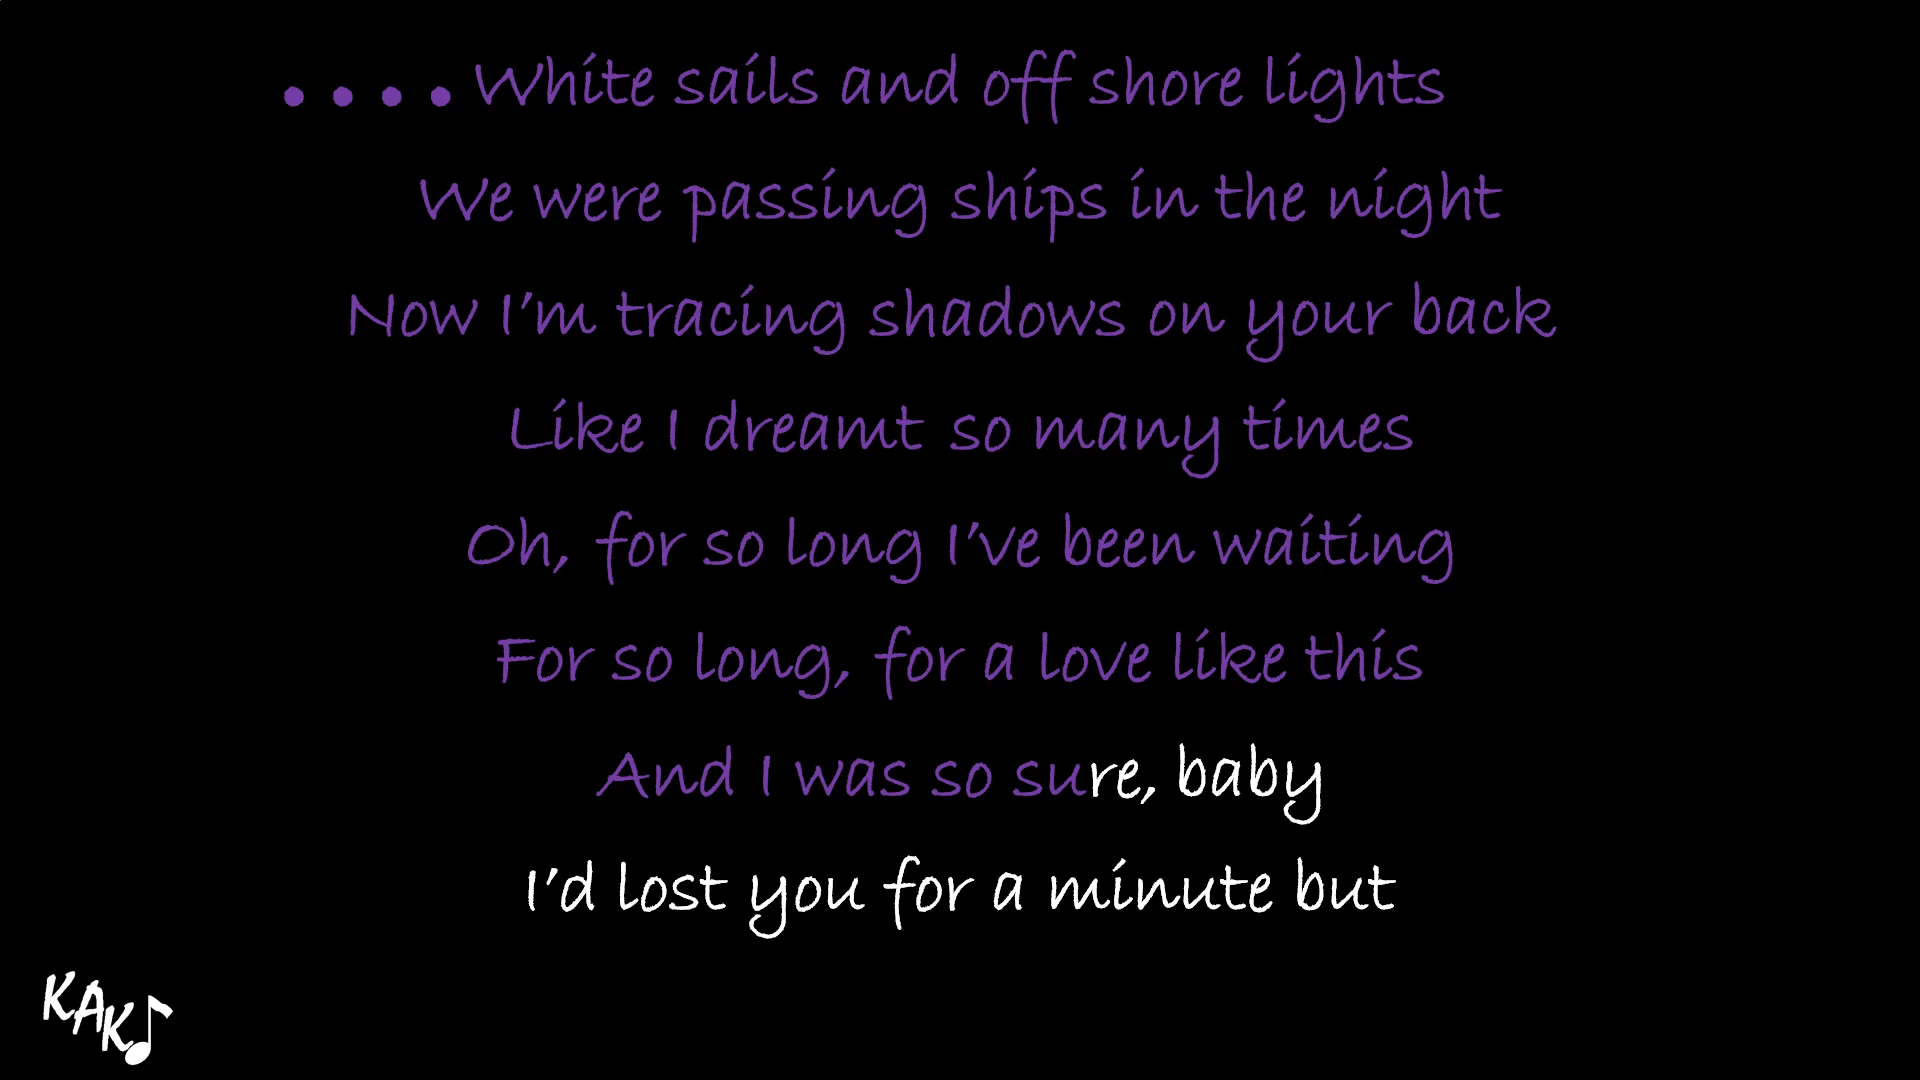 .... White sails and off shore lights
We were passing ships in the night
Now I'm tracing shadows on your back
Like I dreamt so many times
Oh, for so long I've been waiting
For so long, for a love like this
And I was so sure, baby
I'd lost you for a minute but
KAK